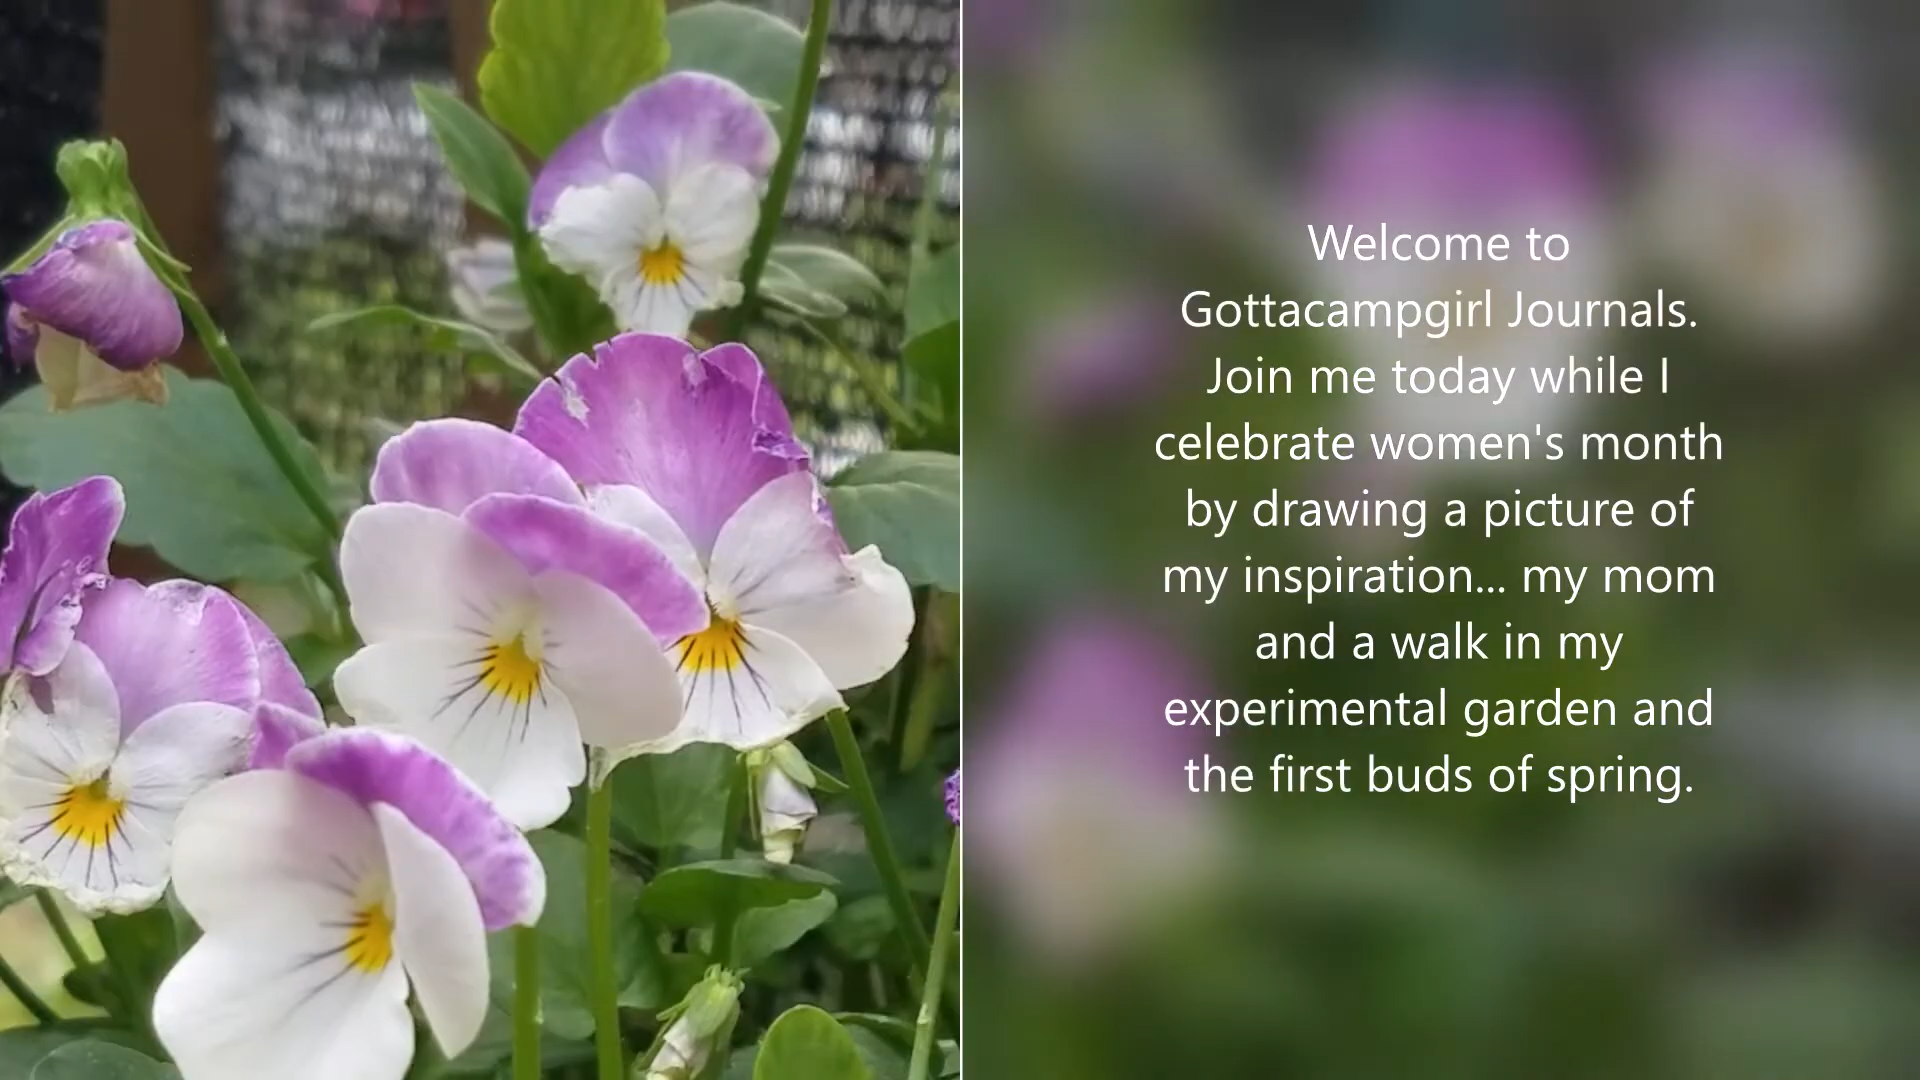 Welcome to
Gottacampgirl Journals.
Join me today while I
celebrate women's month
by drawing a picture of
my inspiration... my mom
and a walk in my
experimental garden and
the first buds of spring.